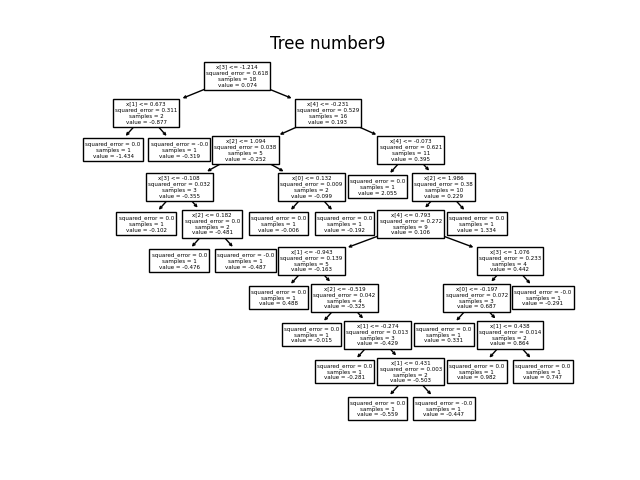 Tree number9
x[3] <= -1.214
squared_error = 0.618
samples = 18
value = 0.074
x[1] <= 0.673
squared_error = 0.311
samples = 2
value = -0.877
x[4] <= -0.231
squared_error = 0.529
samples = 16
value = 0.193
squared_error = 0.0
samples = 1
value = -1.434
squared_error = -0.0
samples = 1
value = -0.319
x[2] <= 1.094
squared_error = 0.038
samples = 5
value = -0.252
x[4] <= -0.073
squared_error = 0.621
samples = 11
value = 0.395
x[3] <= -0.108
squared_error = 0.032
samples = 3
value = -0.355
x[0] <= 0.132
squared_error = 0.009
samples = 2
value = -0.099
squared_error = 0.0
samples = 1
value = 2.055
x[2] <= 1.986
squared_error = 0.38
samples = 10
value = 0.229
squared_error = 0.0
samples = 1
value = -0.102
x[2] <= 0.182
squared_error = 0.0
samples = 2
value = -0.481
squared_error = 0.0
samples = 1
value = -0.006
squared_error = 0.0
samples = 1
value = -0.192
x[4] <= 0.793
squared_error = 0.272
samples = 9
value = 0.106
squared_error = 0.0
samples = 1
value = 1.334
squared_error = 0.0
samples = 1
value = -0.476
squared_error = -0.0
samples = 1
value = -0.487
x[1] <= -0.943
squared_error = 0.139
samples = 5
value = -0.163
x[3] <= 1.076
squared_error = 0.233
samples = 4
value = 0.442
squared_error = 0.0
samples = 1
value = 0.488
x[2] <= -0.519
squared_error = 0.042
samples = 4
value = -0.325
x[0] <= -0.197
squared_error = 0.072
samples = 3
value = 0.687
squared_error = -0.0
samples = 1
value = -0.291
squared_error = 0.0
samples = 1
value = -0.015
x[1] <= -0.274
squared_error = 0.013
samples = 3
value = -0.429
squared_error = 0.0
samples = 1
value = 0.331
x[1] <= 0.438
squared_error = 0.014
samples = 2
value = 0.864
squared_error = 0.0
samples = 1
value = -0.281
x[1] <= 0.431
squared_error = 0.003
samples = 2
value = -0.503
squared_error = 0.0
samples = 1
value = 0.982
squared_error = 0.0
samples = 1
value = 0.747
squared_error = 0.0
samples = 1
value = -0.559
squared_error = -0.0
samples = 1
value = -0.447